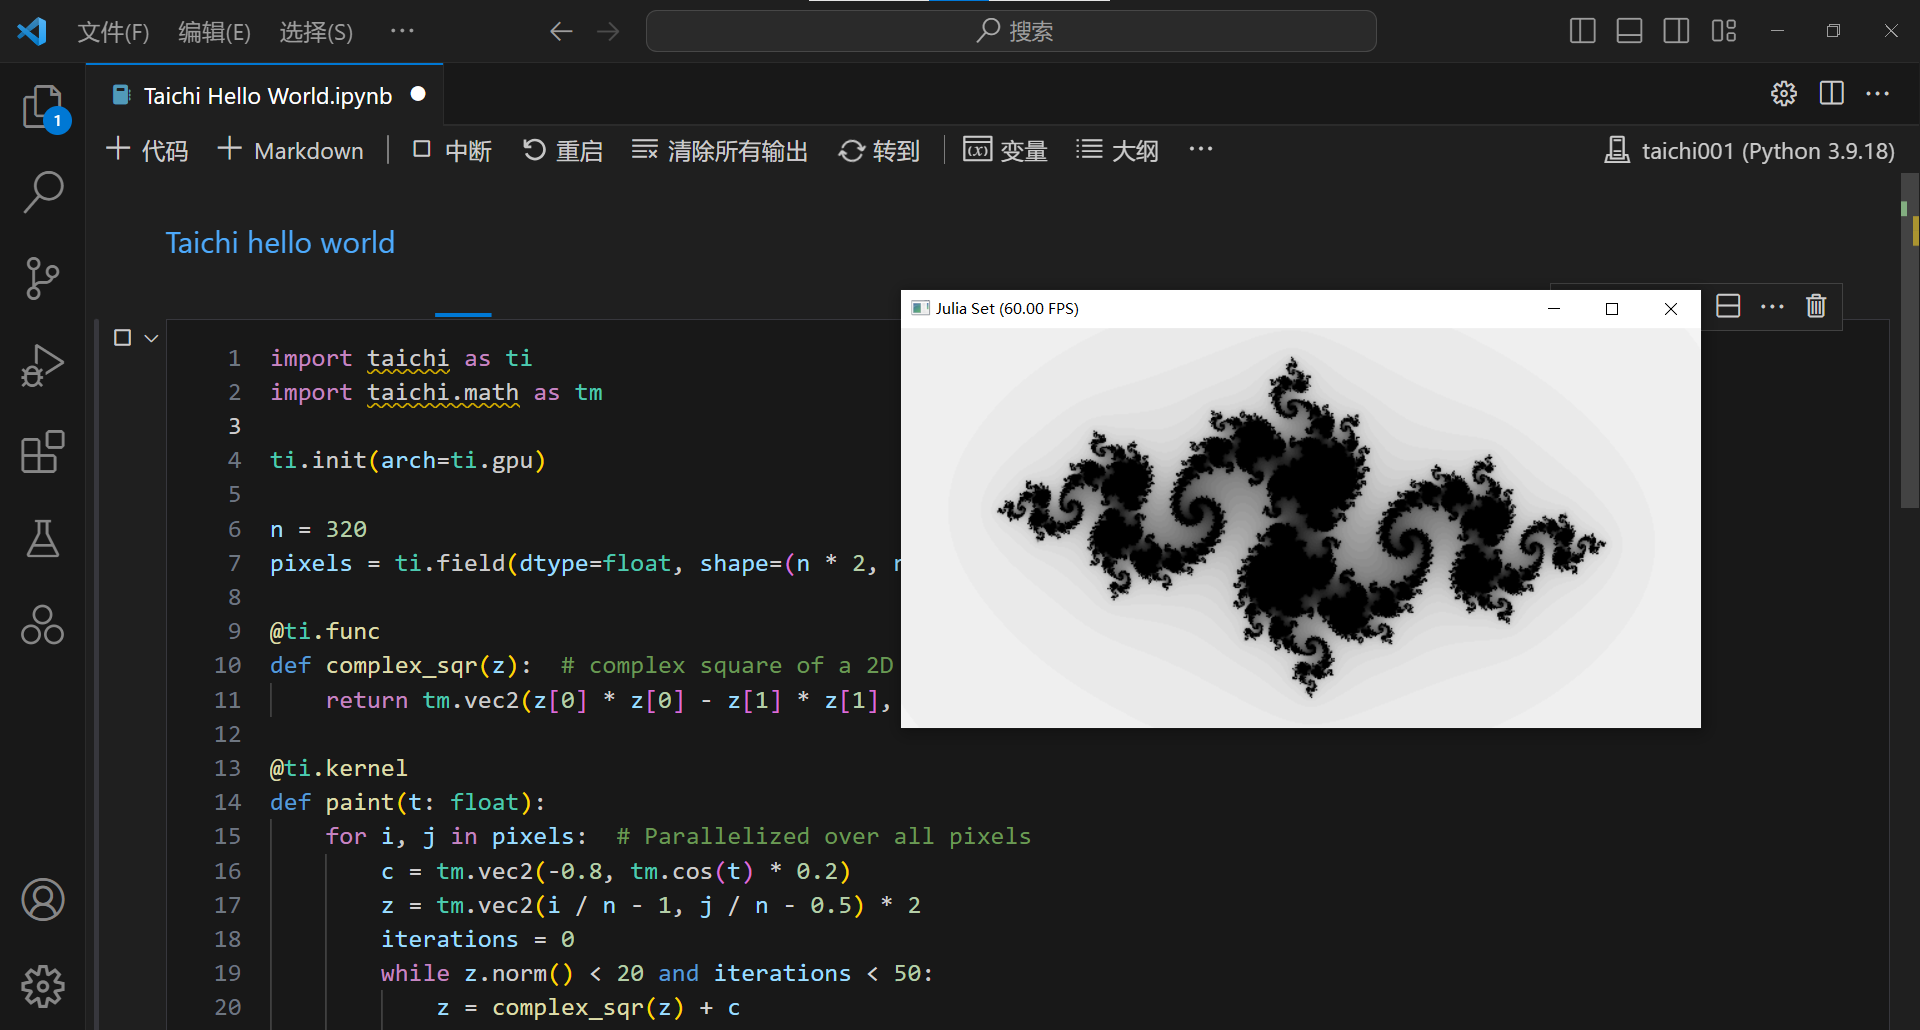 文件(F) 编辑(E) 选择(S) ··· 搜索
Taichi Hello World.ipynb
1
代码 Markdown 中断 重启 清除所有输出 转到 变量 大纲 ··· taichi001 (Python 3.9.18)
Taichi hello world
Julia Set (60.00 FPS)
1 import taichi as ti
2 import taichi.math as tm
3
4 ti.init(arch=ti.gpu)
5
6 n = 320
7 pixels = ti.field(dtype=float, shape=(n * 2,
8
9 @ti.func
10 def complex_sqr(z):  # complex square of a 2D
11     return tm.vec2(z[0] * z[0] - z[1] * z[1],
12
13 @ti.kernel
14 def paint(t: float):
15     for i, j in pixels:  # Parallelized over all pixels
16         c = tm.vec2(-0.8, tm.cos(t) * 0.2)
17         z = tm.vec2(i / n - 1, j / n - 0.5) * 2
18         iterations = 0
19         while z.norm() < 20 and iterations < 50:
20             z = complex_sqr(z) + c